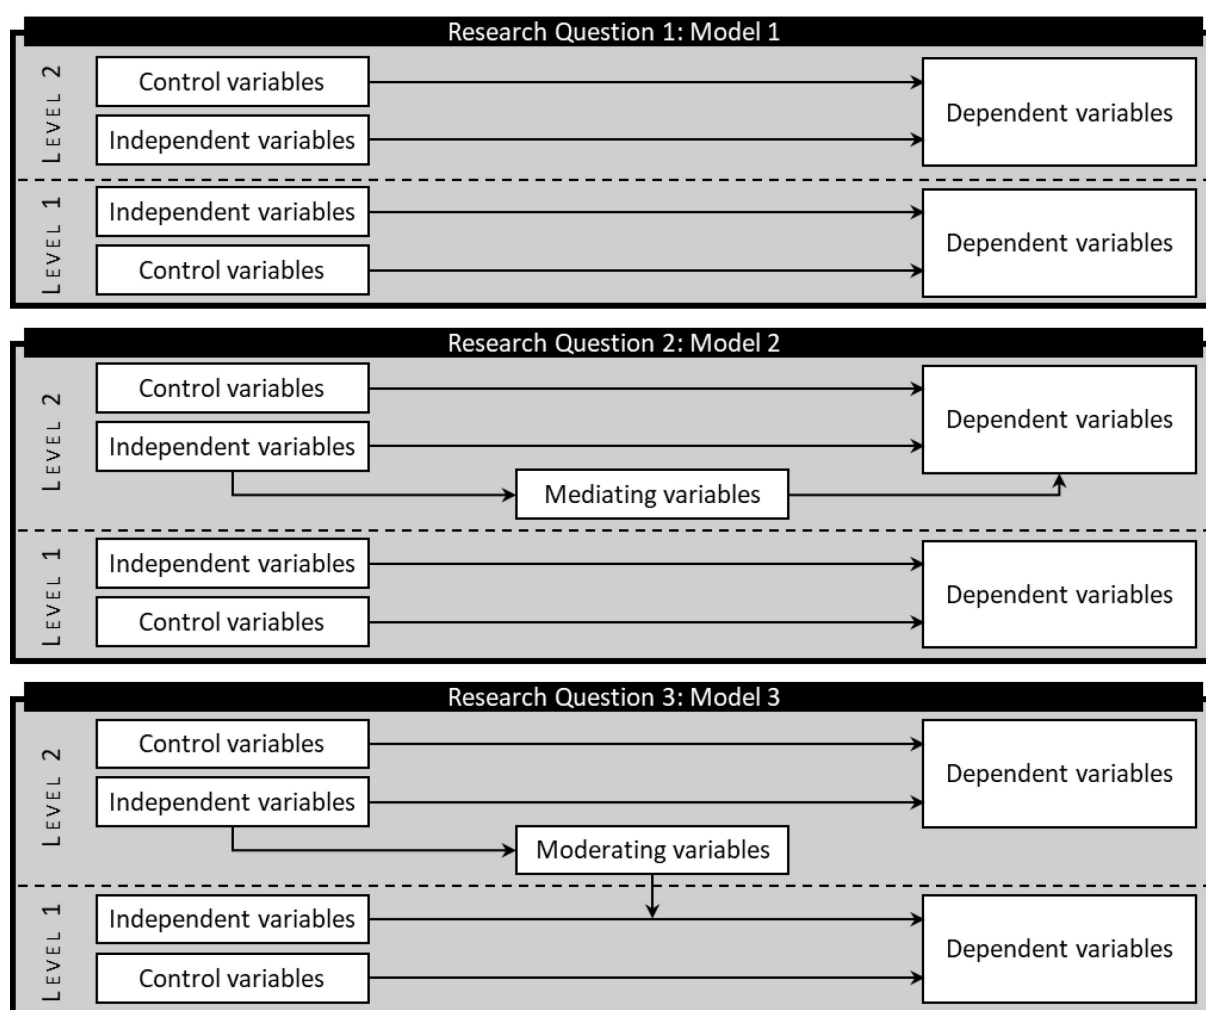 Research Question 1: Model 1
LEVEL 2
Control variables
Independent variables
Dependent variables
LEVEL 1
Independent variables
Control variables
Dependent variables
Research Question 2: Model 2
LEVEL 2
Control variables
Independent variables
Mediating variables
Dependent variables
LEVEL 1
Independent variables
Control variables
Dependent variables
Research Question 3: Model 3
LEVEL 2
Control variables
Independent variables
Moderating variables
Dependent variables
LEVEL 1
Independent variables
Control variables
Dependent variables